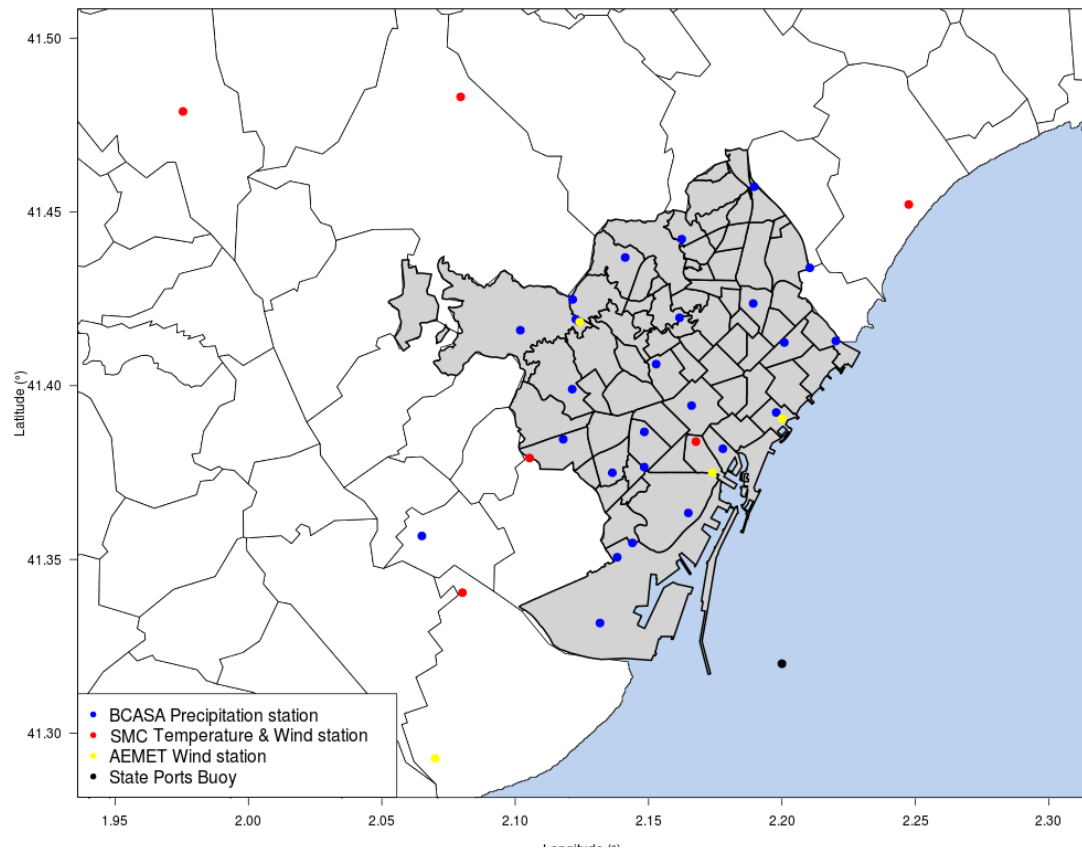 41.50
41.45
41.40
41.35
41.30
Latitude (°)
BCASA Precipitation station
SMC Temperature & Wind station
AEMET Wind station
State Ports Buoy
1.95 2.00 2.05 2.10 2.15 2.20 2.25 2.30
Longitude (°)